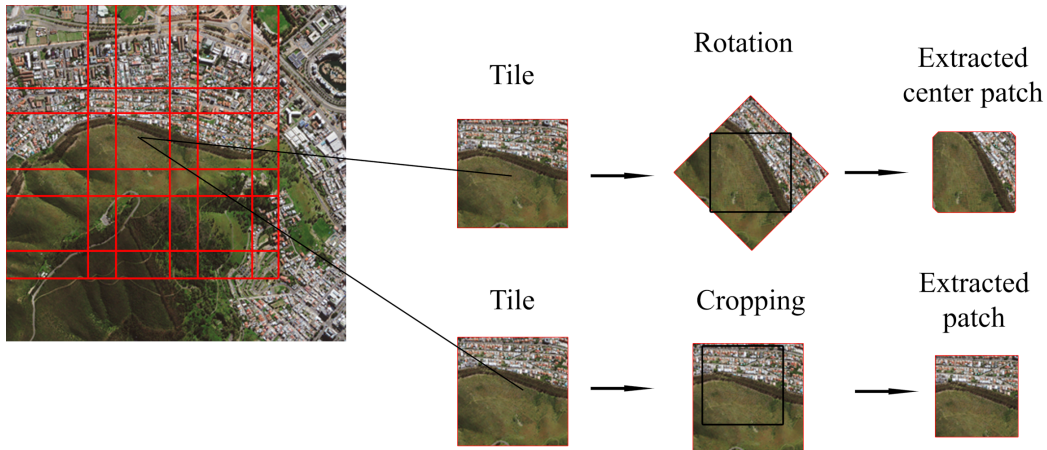 Tile
Rotation
Extracted
center patch
Tile
Cropping
Extracted
patch